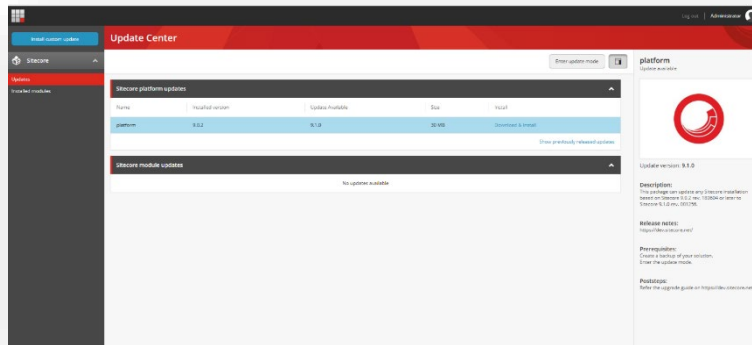 Log out | Administrator
Install custom update
Update Center
Sitecore
Enter update mode
Updates
Installed modules
Sitecore platform updates
Name Installed version Update Available Size Install
platform 9.0.2 9.1.0 30 MB Download & Install
Show previously released updates
Sitecore module updates
No updates available
platform
Update available
Update version: 9.1.0
Description:
This package can update any Sitecore installation
based on Sitecore 9.0.2 rev. or later to
Sitecore 9.1.0 rev. 001256.
Release notes:
https://dev.sitecore.net/
Prerequisites:
Create a backup of your solution.
Enter the update mode.
Poststeps:
Refer the upgrade guide on https://dev.sitecore.ne